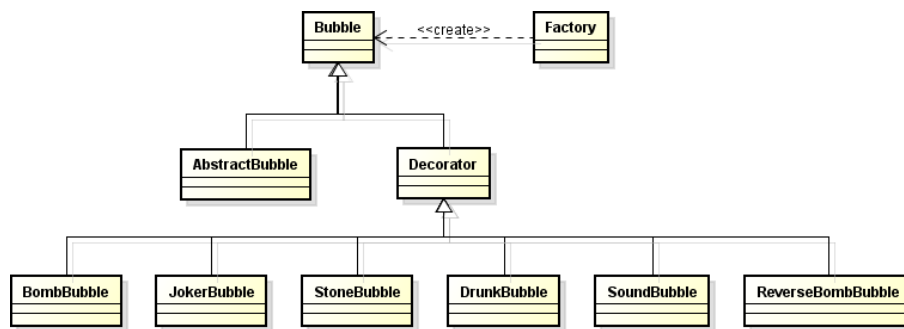 Bubble
<<create>>
Factory
AbstractBubble
Decorator
BombBubble
JokerBubble
StoneBubble
DrunkBubble
SoundBubble
ReverseBombBubble